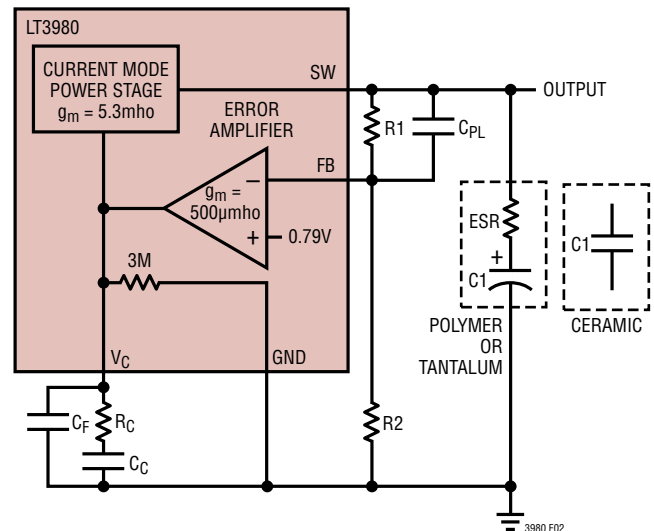 LT3980
CURRENT MODE
POWER STAGE
gm = 5.3mho
SW
OUTPUT
ERROR
AMPLIFIER
R1
CPL
FB
gm =
500µmho
−
+
0.79V
ESR
+
C1
C1
3M
POLYMER
OR
TANTALUM
CERAMIC
VC
GND
CF
RC
CC
R2
3980 F02